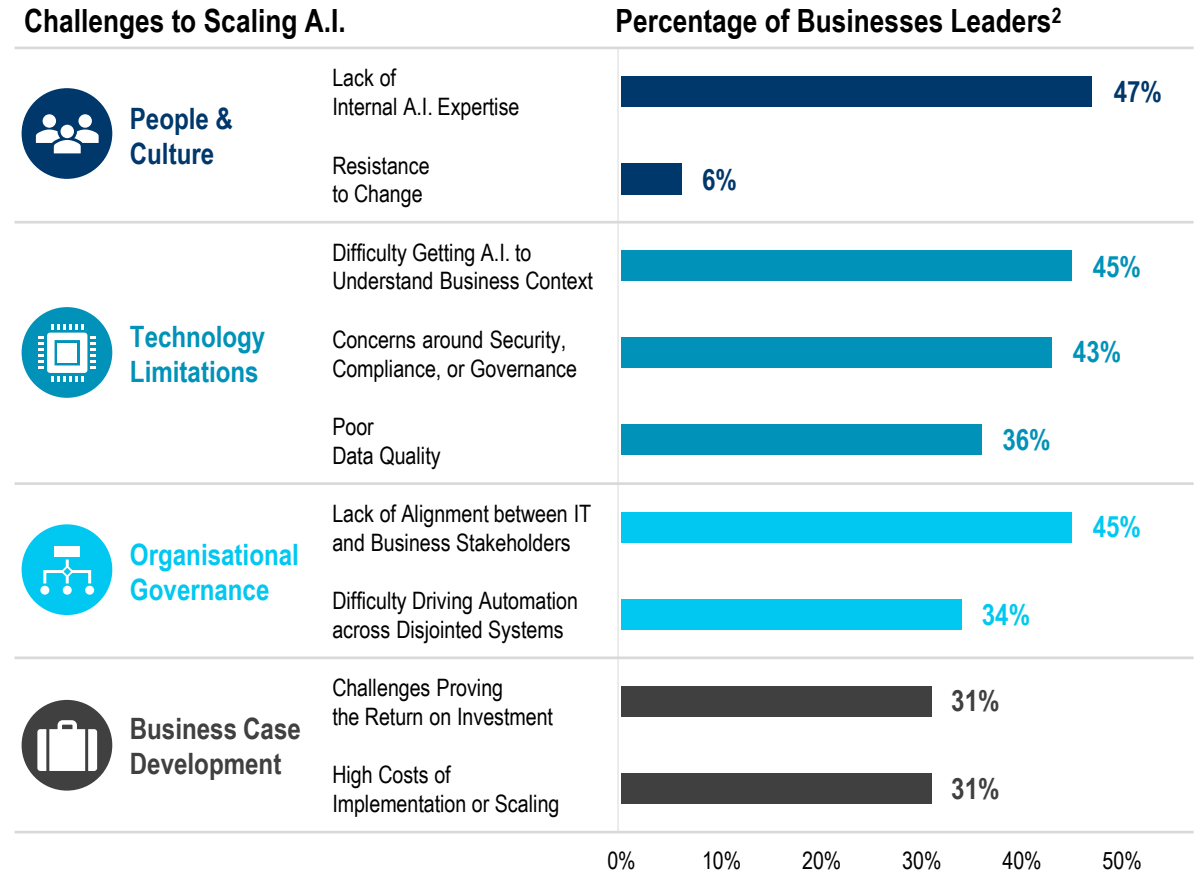 Challenges to Scaling A.I.
Percentage of Businesses Leaders²
People &
Culture
Lack of
Internal A.I. Expertise
47%
Resistance
to Change
6%
Technology
Limitations
Difficulty Getting A.I. to
Understand Business Context
45%
Concerns around Security,
Compliance, or Governance
43%
Poor
Data Quality
36%
Organisational
Governance
Lack of Alignment between IT
and Business Stakeholders
45%
Difficulty Driving Automation
across Disjointed Systems
34%
Business Case
Development
Challenges Proving
the Return on Investment
31%
High Costs of
Implementation or Scaling
31%
0% 10% 20% 30% 40% 50%